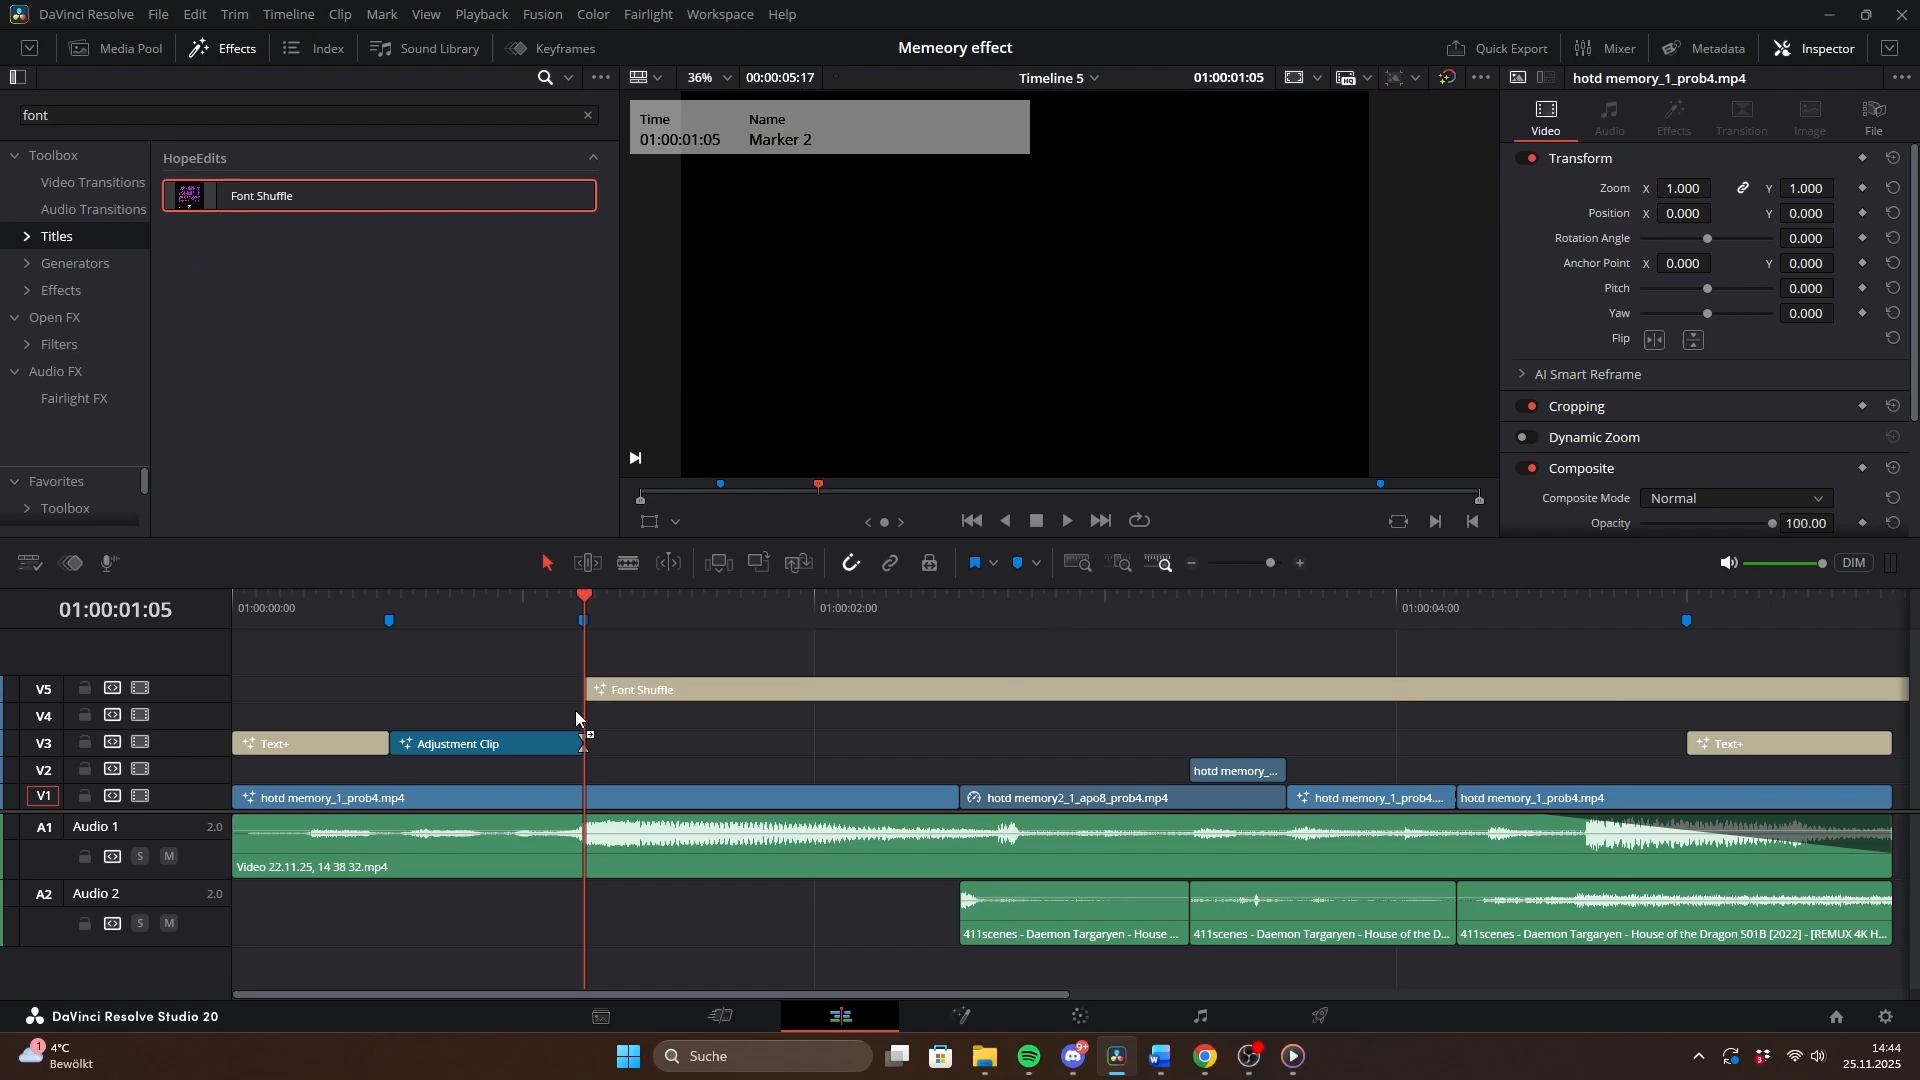 DaVinci Resolve File Edit Trim Timeline Clip Mark View Playback Fusion Color Fairlight Workspace Help
Media Pool Effects Index Sound Library Keyframes Memeory effect Quick Export Mixer Metadata Inspector
36% 00:00:05:17 Timeline 5 01:00:01:05 hotd memory_1_prob4.mp4
font
Time Name
01:00:01:05 Marker 2
Video Audio Effects Transition Image File
Toolbox
Video Transitions
Audio Transitions
Titles
Generators
Effects
Open FX
Filters
Audio FX
Fairlight FX
Favorites
Toolbox
HopeEdits
Font Shuffle
Transform
Zoom X 1.000 Y 1.000
Position X 0.000 Y 0.000
Rotation Angle 0.000
Anchor Point X 0.000 Y 0.000
Pitch 0.000
Yaw 0.000
Flip
AI Smart Reframe
Cropping
Dynamic Zoom
Composite
Composite Mode Normal
Opacity 100.00
DIM
01:00:01:05 01:00:00:00 01:00:02:00 01:00:04:00
V5 Font Shuffle
V4
V3 Text+ Adjustment Clip Text+
V2 hotd memory_...
V1 hotd memory_1_prob4.mp4 hotd memory2_1_apo8_prob4.mp4 hotd memory_1_prob4.... hotd memory_1_prob4.mp4
A1 Audio 1 2.0
S M
Video 22.11.25, 14 38 32.mp4
A2 Audio 2 2.0
S M
411scenes - Daemon Targaryen - House ... 411scenes - Daemon Targaryen - House of the D... 411scenes - Daemon Targaryen - House of the Dragon S01B [2022] - [REMUX 4K H...
DaVinci Resolve Studio 20
1
4°C
Bewölkt
Suche
9+
3
14:44
25.11.2025